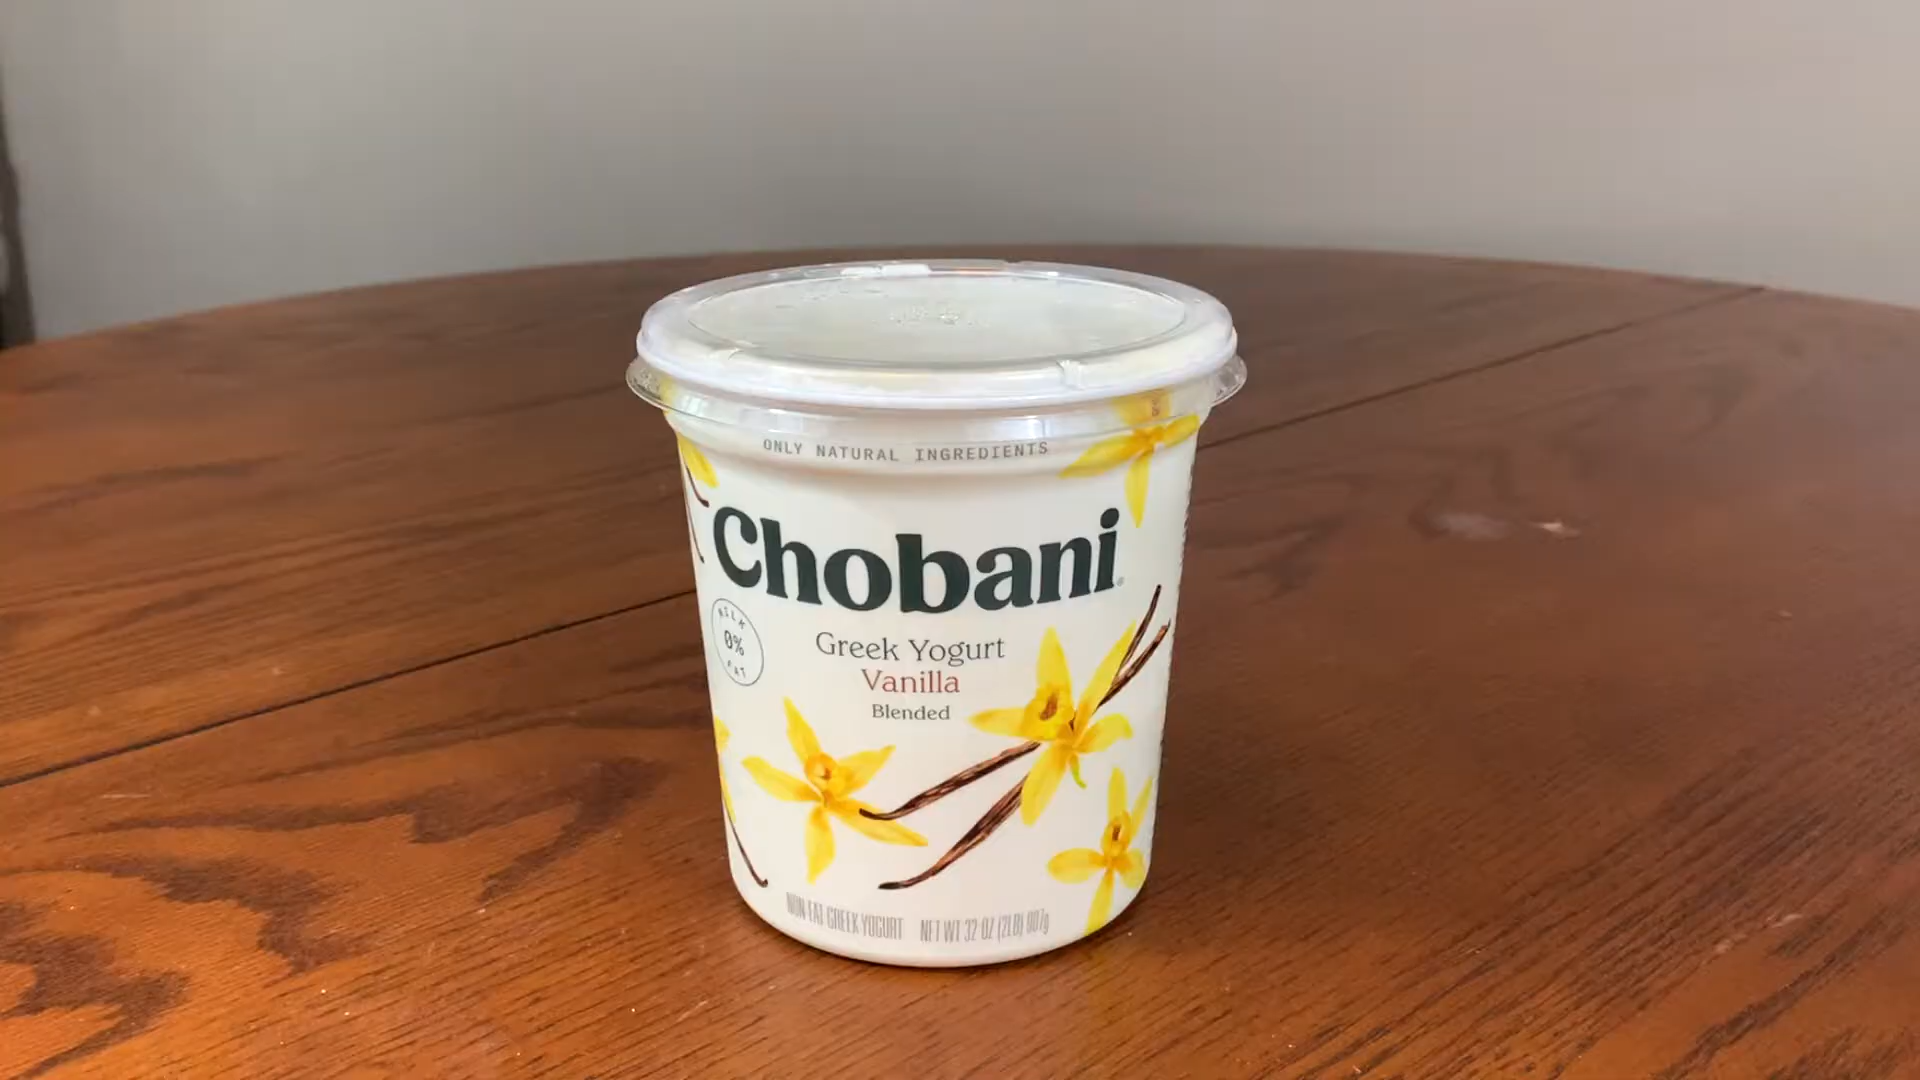 ONLY NATURAL INGREDIENTS
Chobani
MILK
0%
FAT
Greek Yogurt
Vanilla
Blended
NON-FAT GREEK YOGURT NET WT 32 OZ (2LB) 907g